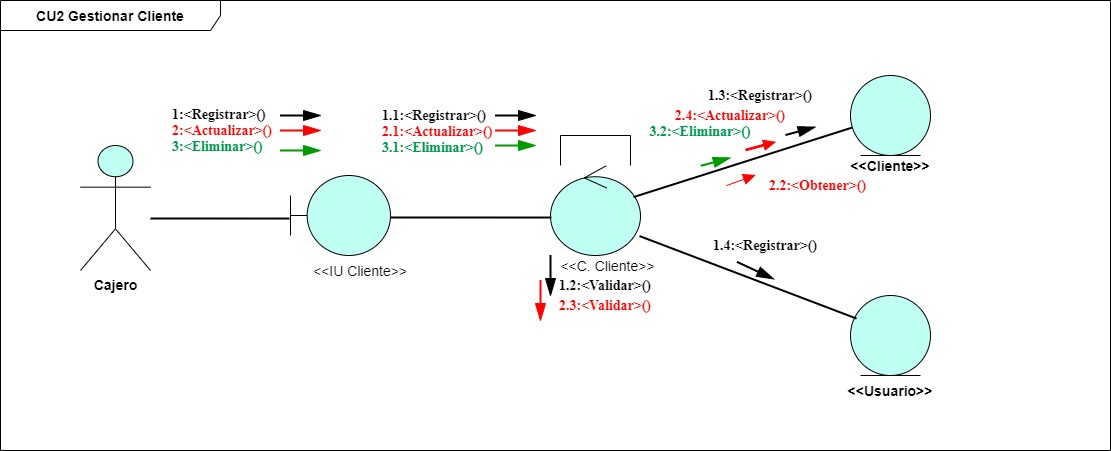 CU2 Gestionar Cliente
1:<Registrar>()
2:<Actualizar>()
3:<Eliminar>()
1.1:<Registrar>()
2.1:<Actualizar>()
3.1:<Eliminar>()
1.3:<Registrar>()
2.4:<Actualizar>()
3.2:<Eliminar>()
<<Cliente>>
2.2:<Obtener>()
1.4:<Registrar>()
<<IU Cliente>>
<<C. Cliente>>
Cajero
1.2:<Validar>()
2.3:<Validar>()
<<Usuario>>